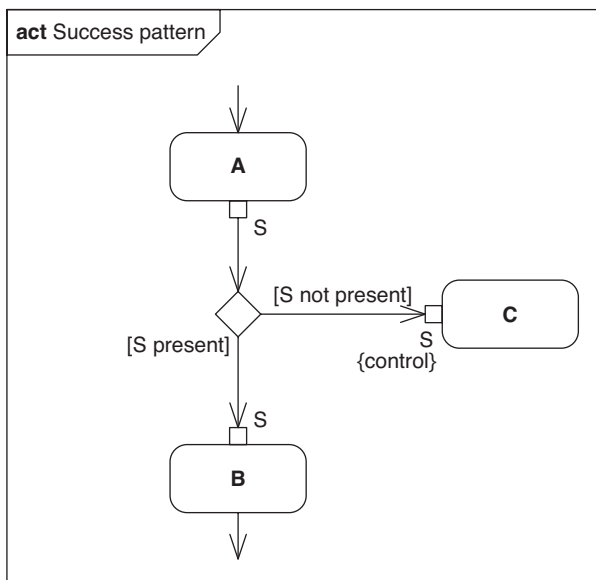 act Success pattern
A
S
[S not present]
C
S
{control}
[S present]
S
B